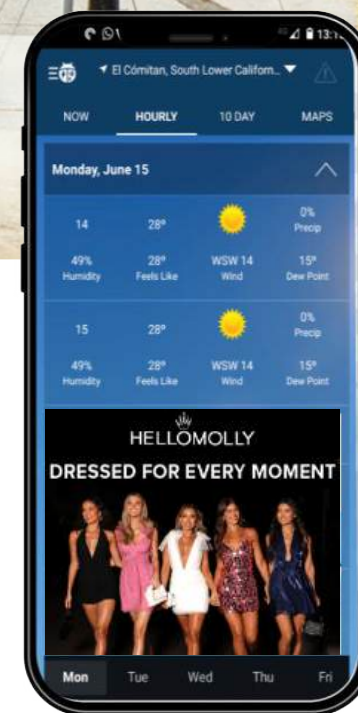 13:1
El Cómitan, South Lower Californ...
NOW HOURLY 10 DAY MAPS
Monday, June 15
14 28° 0%
Precip
49% 28° WSW 14 15°
Humidity Feels Like Wind Dew Point
15 28° 0%
Precip
49% 28° WSW 14 15°
Humidity Feels Like Wind Dew Point
HELLOMOLLY
DRESSED FOR EVERY MOMENT
Mon Tue Wed Thu Fri